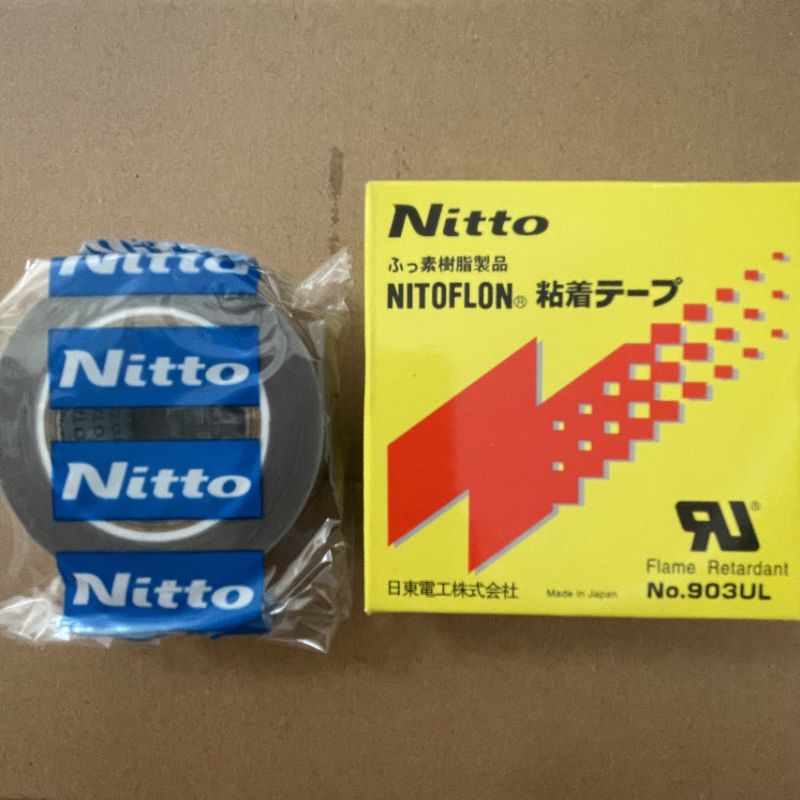 Nitto
Nitto
Nitto
Nitto
Nitto
ふっ素樹脂製品
NITOFLON® 粘着テープ
RU®
Flame Retardant
日東電工株式会社 Made in Japan No.903UL